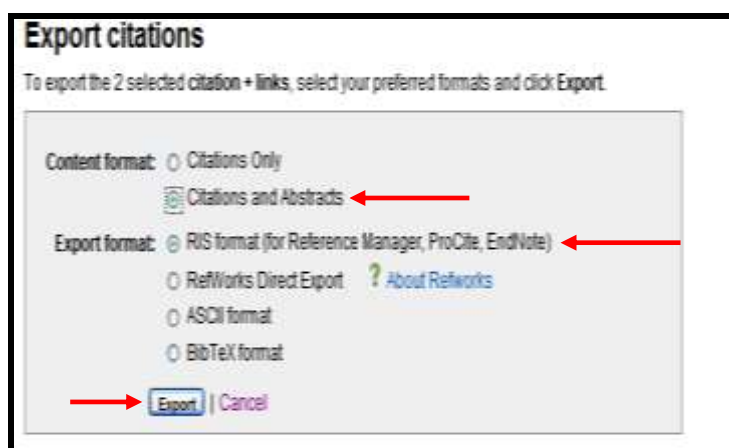 Export citations
To export the 2 selected citation + links, select your preferred formats and click Export.
Content format: Citations Only
Citations and Abstracts
Export format: RIS format (for Reference Manager, ProCite, EndNote)
RefWorks Direct Export ? About Refworks
ASCII format
BibTeX format
Export | Cancel